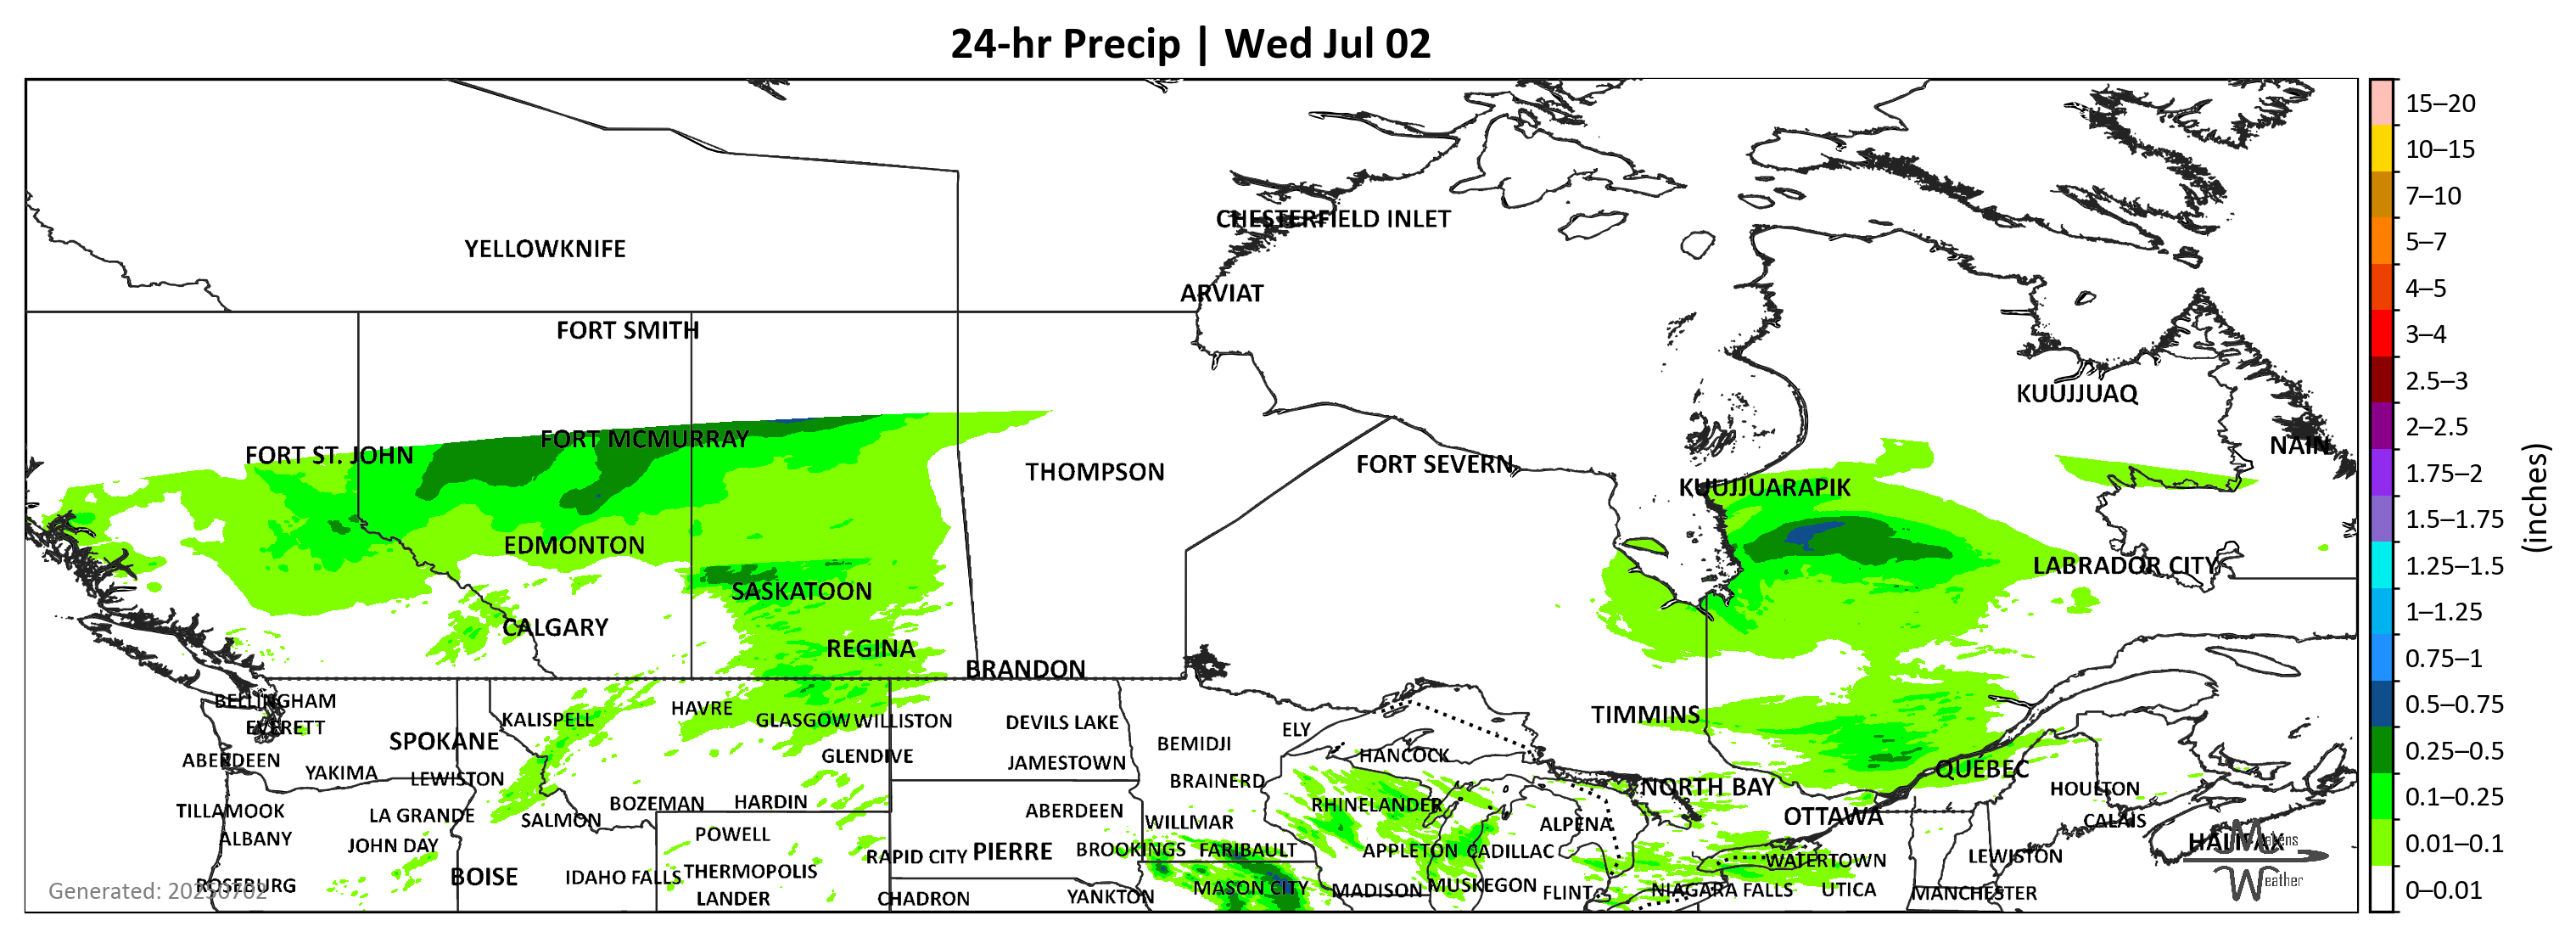 24-hr Precip | Wed Jul 02
CHESTERFIELD INLET
YELLOWKNIFE
ARVIAT
FORT SMITH
KUUJJUAQ
FORT MCMURRAY
NAIN
FORT ST. JOHN
THOMPSON
FORT SEVERN
KUUJJUARAPIK
EDMONTON
LABRADOR CITY
SASKATOON
CALGARY
REGINA
BRANDON
BELLINGHAM
HAVRE
KALISPELL
GLASGOW
WILLISTON
DEVILS LAKE
TIMMINS
EVERETT
ELY
SPOKANE
BEMIDJI
ABERDEEN
GLENDIVE
JAMESTOWN
HANCOCK
QUÉBEC
YAKIMA
LEWISTON
BRAINERD
NORTH BAY
HOULTON
BOZEMAN
HARDIN
RHINELANDER
TILLAMOOK
LA GRANDE
SALMON
ABERDEEN
WILLMAR
ALPENA
OTTAWA
CALAIS
ALBANY
JOHN DAY
POWELL
HALIFAX
RAPID CITY
PIERRE
BROOKINGS
FARIBAULT
APPLETON
CADILLAC
WATERTOWN
LEWISTON
BOISE
IDAHO FALLS
THERMOPOLIS
ROSEBURG
MASON CITY
MADISON
MUSKEGON
FLINT
NIAGARA FALLS
UTICA
MANCHESTER
LANDER
CHADRON
YANKTON
Generated: 20250702
Makens
Weather
15–20
10–15
7–10
5–7
4–5
3–4
2.5–3
2–2.5
1.75–2
1.5–1.75
1.25–1.5
1–1.25
0.75–1
0.5–0.75
0.25–0.5
0.1–0.25
0.01–0.1
0–0.01
(inches)